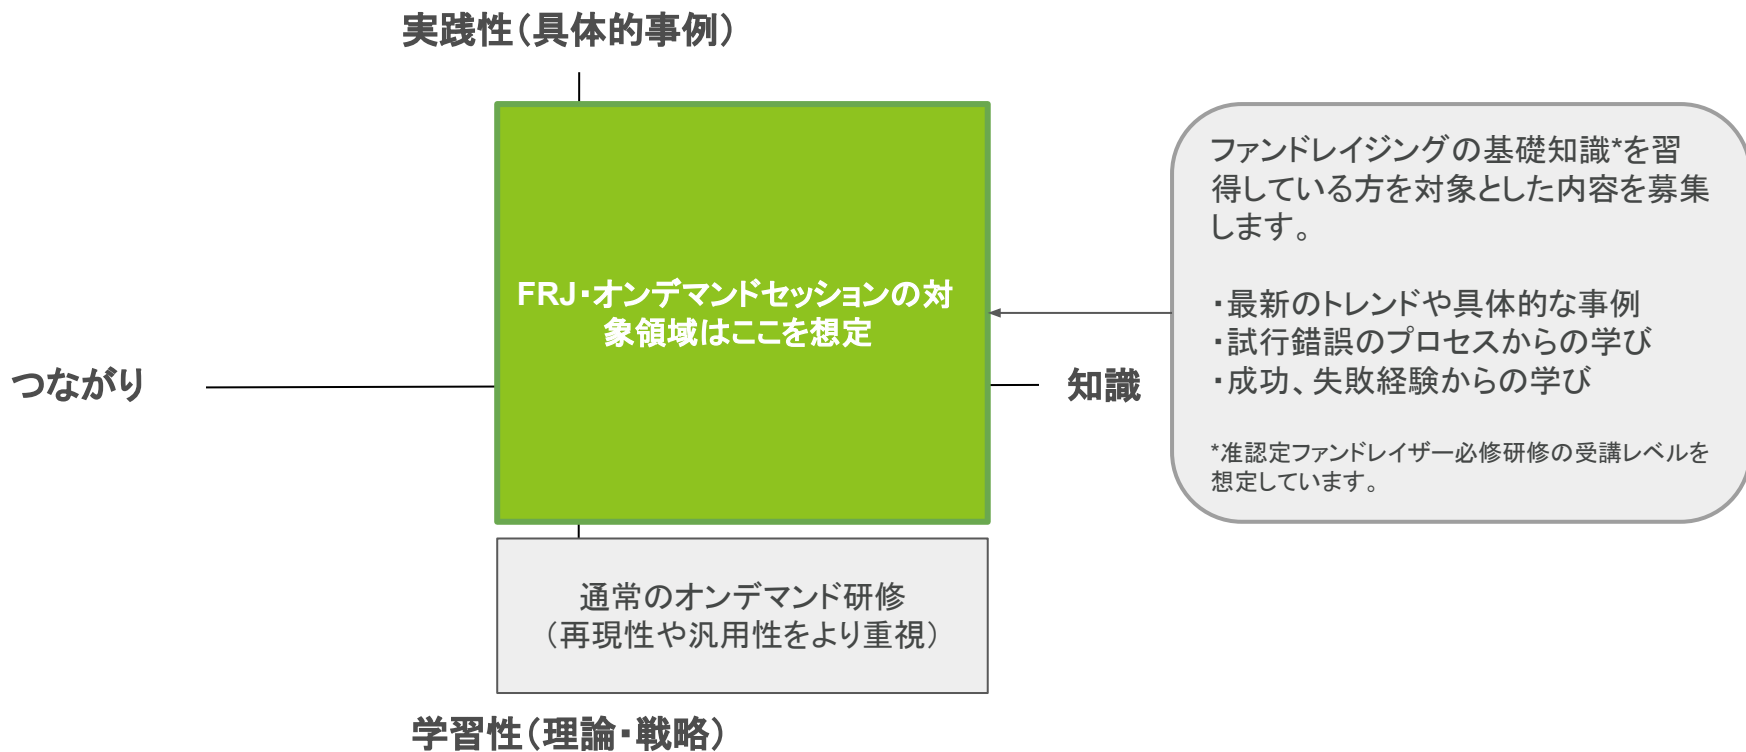 実践性（具体的事例）
FRJ・オンデマンドセッションの対
象領域はここを想定
つながり
知識
ファンドレイジングの基礎知識*を習
得している方を対象とした内容を募集
します。
・最新のトレンドや具体的な事例
・試行錯誤のプロセスからの学び
・成功、失敗経験からの学び
*准認定ファンドレイザー必修研修の受講レベルを
想定しています。
通常のオンデマンド研修
（再現性や汎用性をより重視）
学習性（理論・戦略）